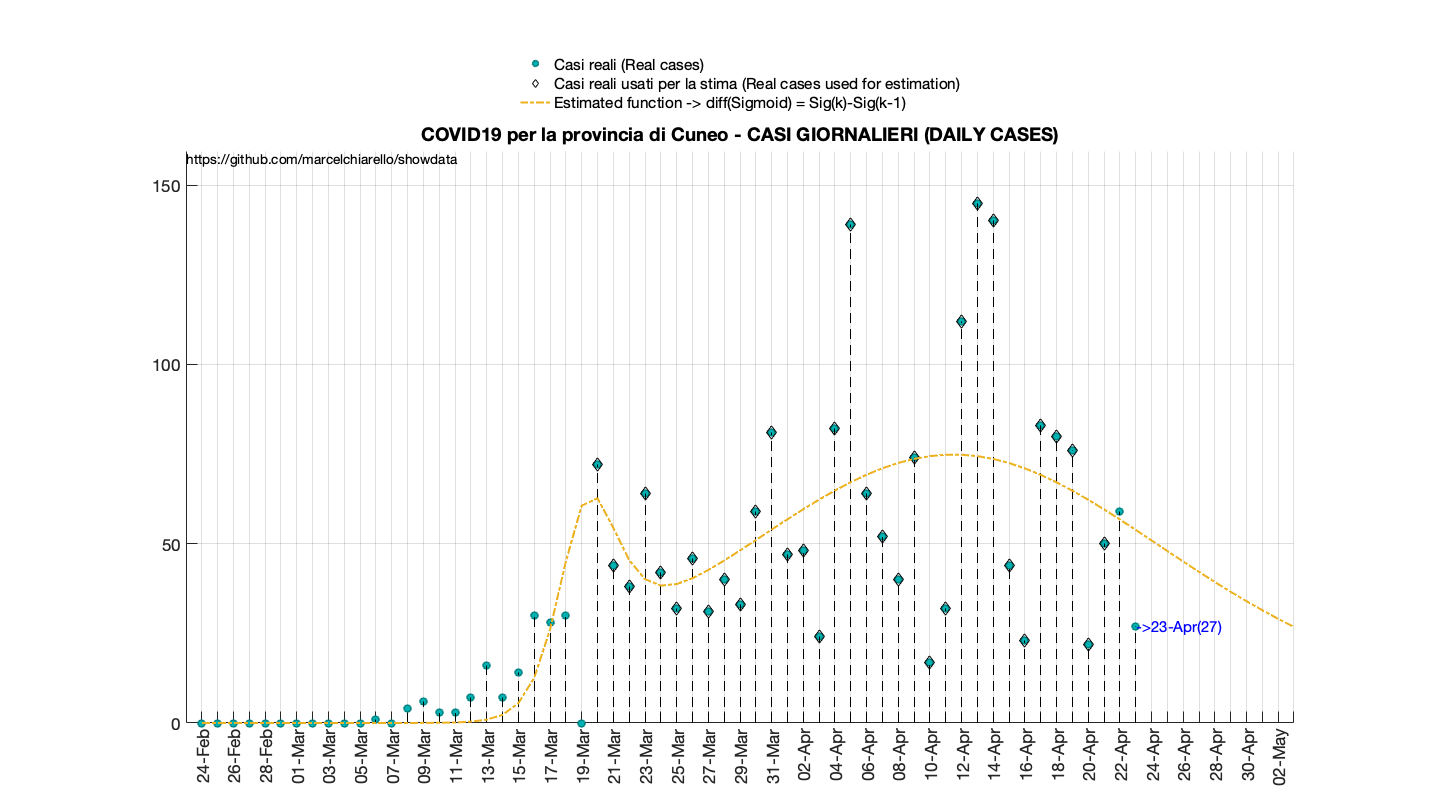 Casi reali (Real cases)
Casi reali usati per la stima (Real cases used for estimation)
Estimated function -> diff(Sigmoid) = Sig(k)-Sig(k-1)
COVID19 per la provincia di Cuneo - CASI GIORNALIERI (DAILY CASES)
https://github.com/marcelchiarello/showdata
150
100
50
0
->23-Apr(27)
24-Feb
26-Feb
28-Feb
01-Mar
03-Mar
05-Mar
07-Mar
09-Mar
11-Mar
13-Mar
15-Mar
17-Mar
19-Mar
21-Mar
23-Mar
25-Mar
27-Mar
29-Mar
31-Mar
02-Apr
04-Apr
06-Apr
08-Apr
10-Apr
12-Apr
14-Apr
16-Apr
18-Apr
20-Apr
22-Apr
24-Apr
26-Apr
28-Apr
30-Apr
02-May